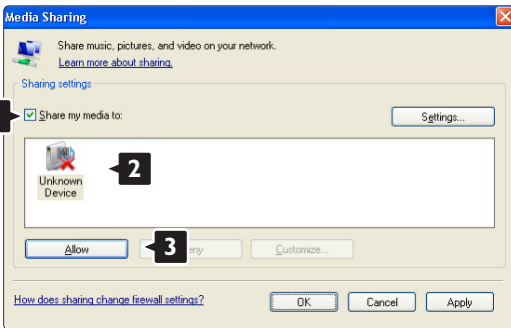 Media Sharing
Share music, pictures, and video on your network.
Learn more about sharing.
Sharing settings
Share my media to:
Settings...
Unknown
Device
2
Allow
3
Customize...
How does sharing change firewall settings?
OK
Cancel
Apply